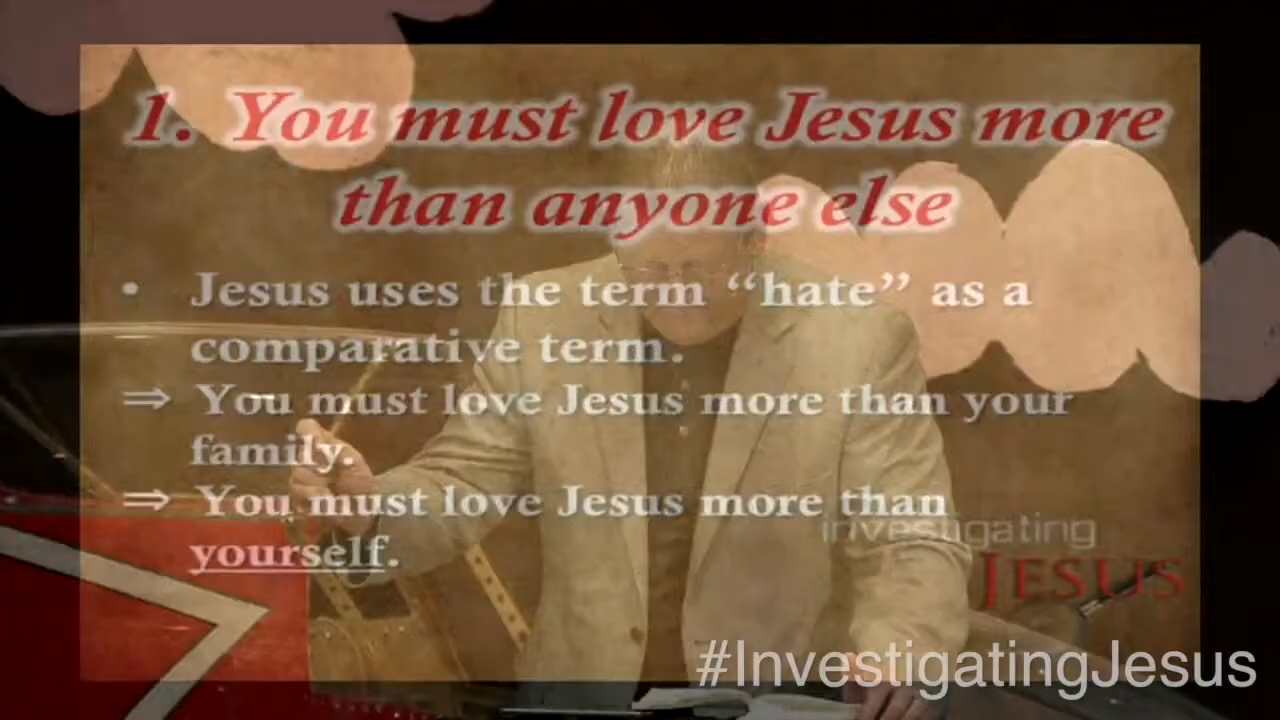 1. You must love Jesus more
than anyone else
• Jesus uses the term “hate” as a
comparative term.
⇒ You must love Jesus more than your
family.
⇒ You must love Jesus more than
yourself.
investigating
JESUS
#InvestigatingJesus